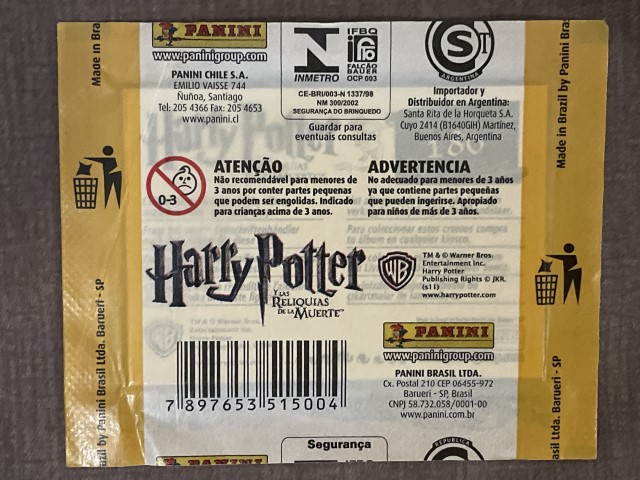 PANINI
www.paninigroup.com
PANINI CHILE S.A.
EMILIO VAISSE 744
Ñuñoa, Santiago
Tel: 205 4366 Fax: 205 4653
www.panini.cl
INMETRO
IFBQ
FALCÃO
BAUER
OCP 003
CE-BRI/003-N 1337/98
NM 300/2002
SEGURANÇA DO BRINQUEDO
Guardar para
eventuais consultas
S
ARGENTINA
Importador y
Distribuidor en Argentina:
Santa Rita de la Horqueta S.A.
Cuyo 2414 (B1640GIH) Martínez,
Buenos Aires, Argentina
Made in Bra
Made in Brazil by Panini Bras
0-3
ATENÇÃO
Não recomendável para menores de
3 anos por conter partes pequenas
que podem ser engolidas. Indicado
para crianças acima de 3 anos.
ADVERTENCIA
No adecuado para menores de 3 años
ya que contiene partes pequeñas
que pueden ingerirse. Apropiado
para niños de más de 3 años.
Harry Potter
Y LAS
RELIQUIAS
DE LA MUERTE™
WB
TM & © Warner Bros.
Entertainment Inc.
Harry Potter
Publishing Rights © JKR.
(s11)
www.harrypotter.com
PANINI
www.paninigroup.com
PANINI BRASIL LTDA.
Cx. Postal 210 CEP 06455-972
Barueri - SP, Brasil
CNPJ 58.732.058/0001-00
www.panini.com.br
7 897653 515004
zil by Panini Brasil Ltda. Barueri - SP
asil Ltda. Barueri - SP
Segurança
REPUBLICA
PANINI